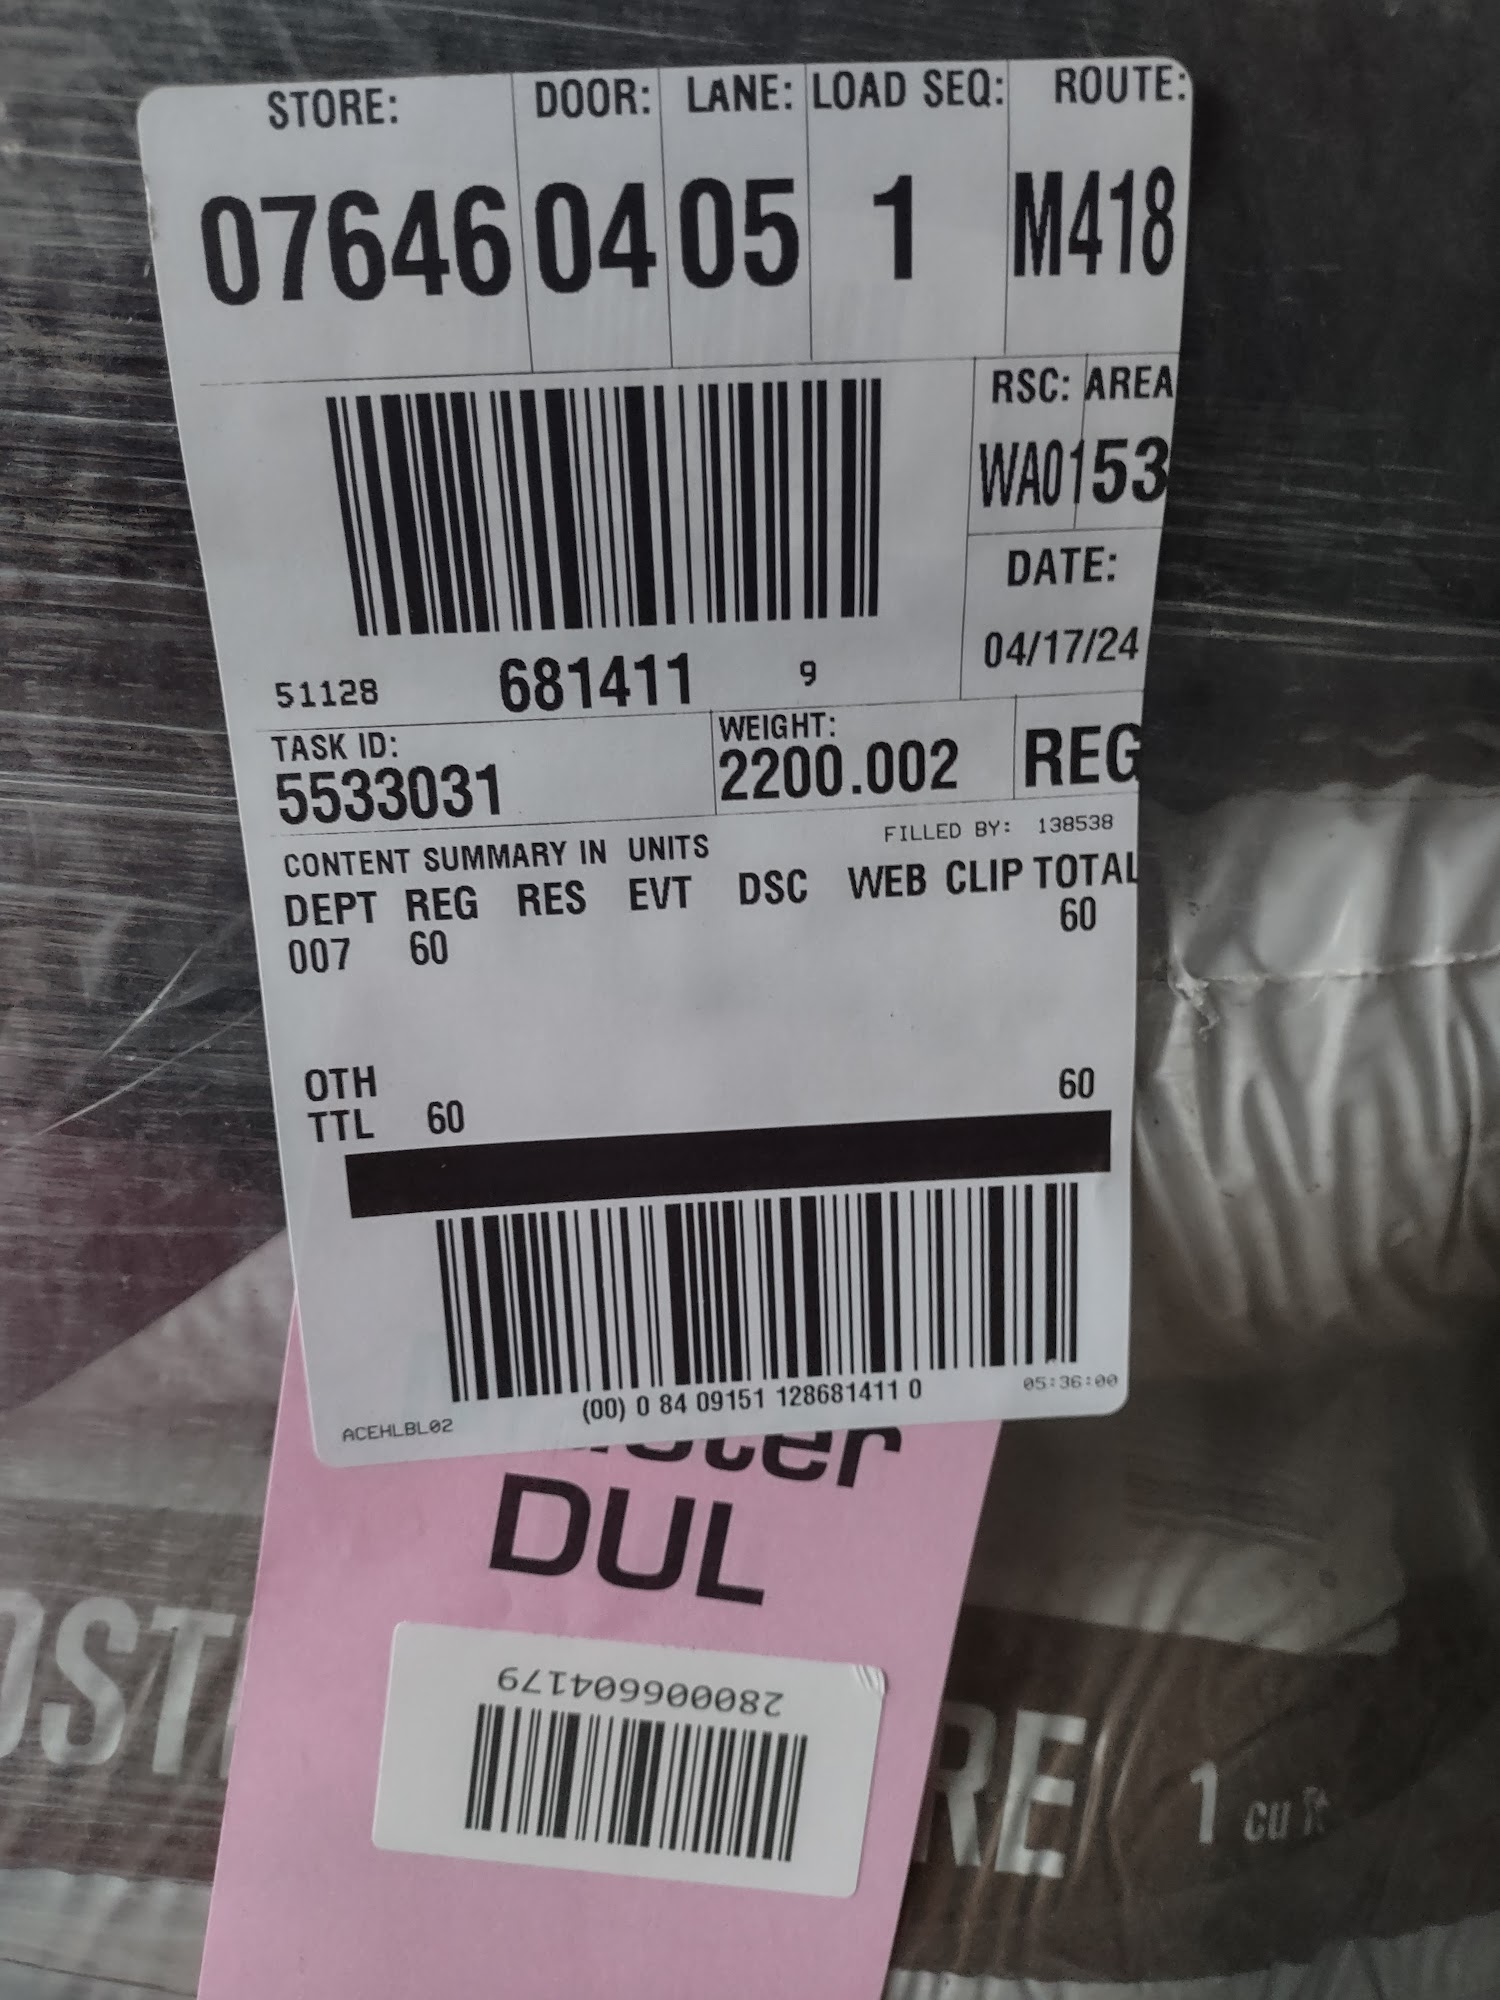 STORE: DOOR: LANE: LOAD SEQ: ROUTE:
07646 04 05 1 M418
RSC: AREA
WA01 53
DATE:
04/17/24
51128 681411 9
TASK ID: WEIGHT:
5533031 2200.002 REG
FILLED BY: 138538
CONTENT SUMMARY IN UNITS
DEPT REG RES EVT DSC WEB CLIP TOTAL
007 60 60
OTH
TTL 60 60
(00) 0 84 09151 128681411 0
05:36:00
ACEHLBL02
DUL
280006604179
1 cu ft